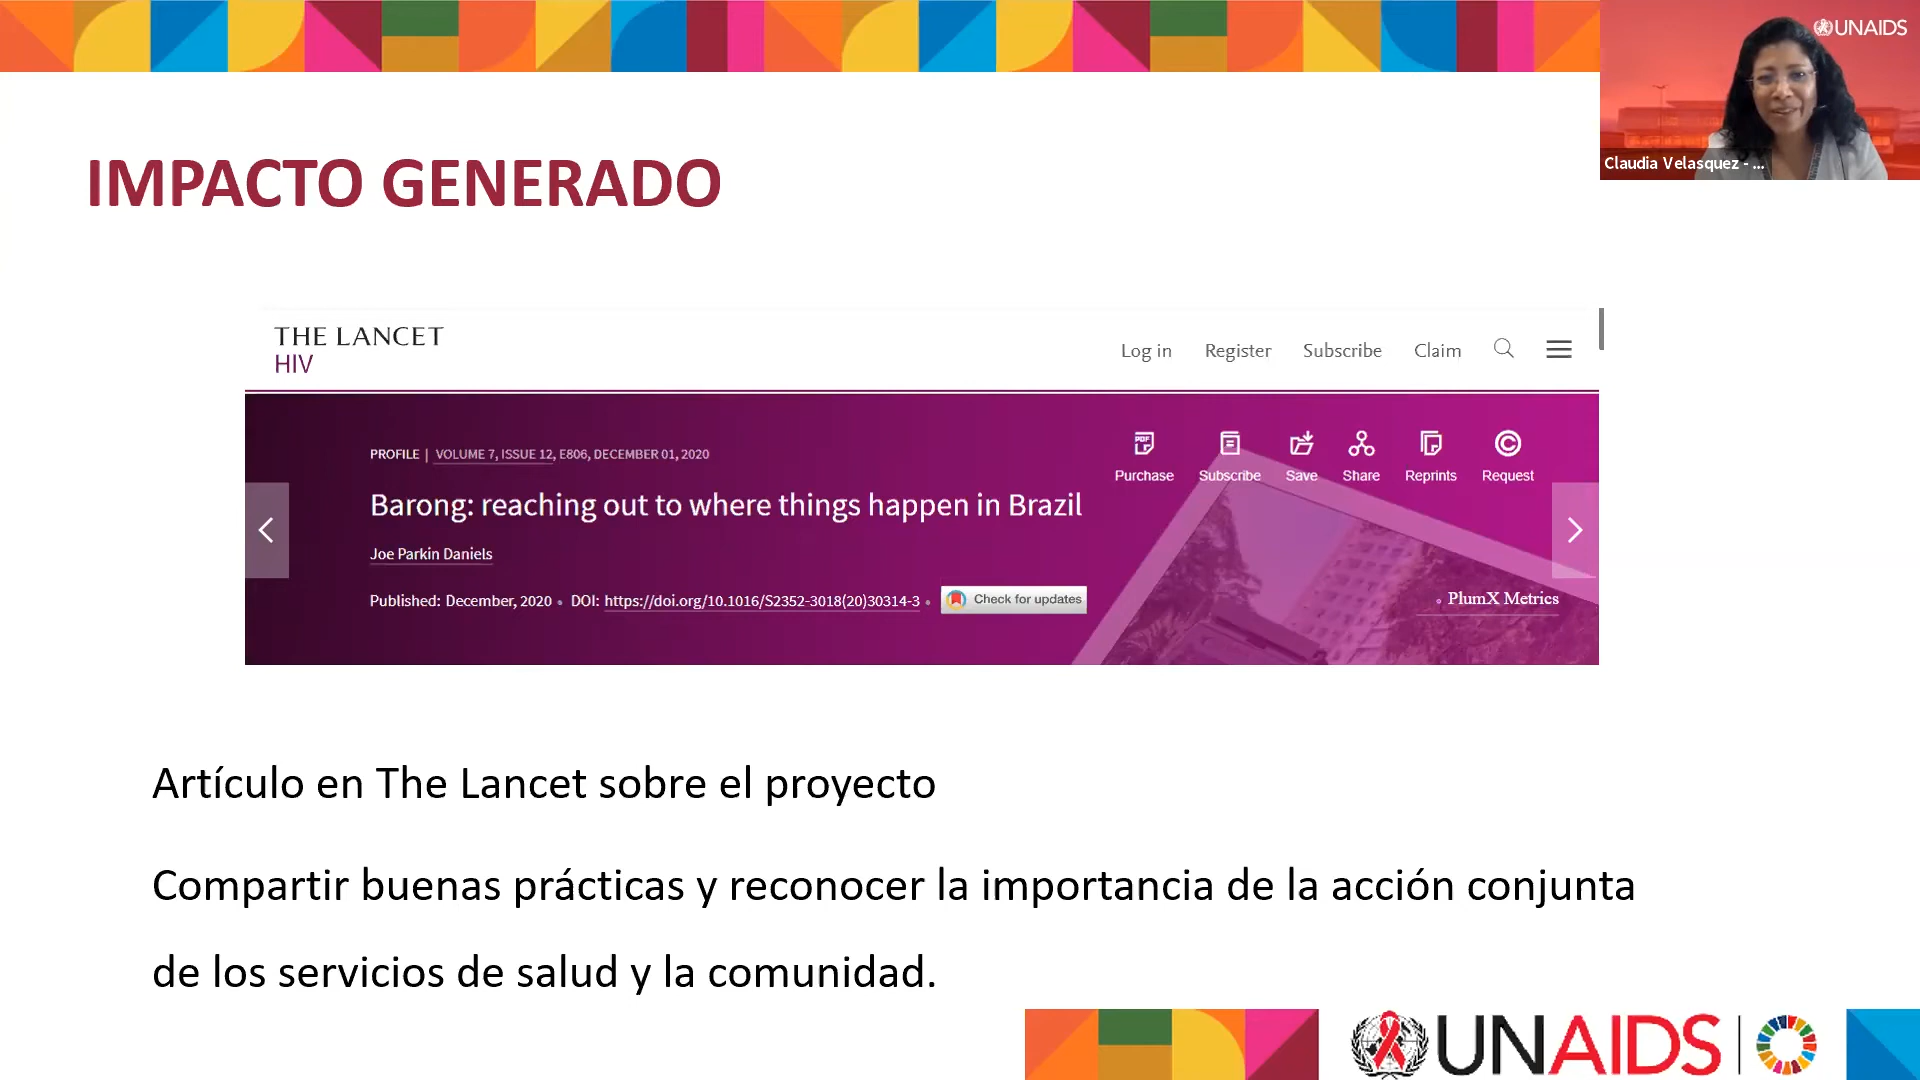 UNAIDS
Claudia Velasquez - ...
IMPACTO GENERADO
THE LANCET
HIV
Log in Register Subscribe Claim
PROFILE | VOLUME 7, ISSUE 12, E806, DECEMBER 01, 2020
PDF
Purchase Subscribe Save Share Reprints Request
Barong: reaching out to where things happen in Brazil
Joe Parkin Daniels
Published: December, 2020 • DOI: https://doi.org/10.1016/S2352-3018(20)30314-3 • Check for updates
• PlumX Metrics
Artículo en The Lancet sobre el proyecto
Compartir buenas prácticas y reconocer la importancia de la acción conjunta
de los servicios de salud y la comunidad.
UNAIDS